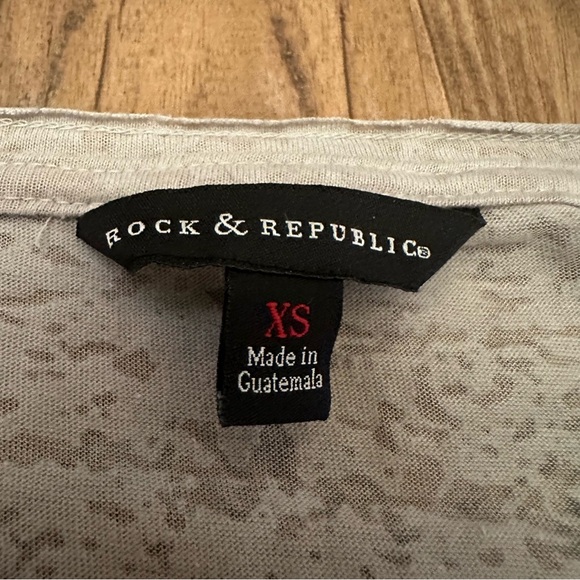 ROCK & REPUBLIC®
XS
Made in
Guatemala